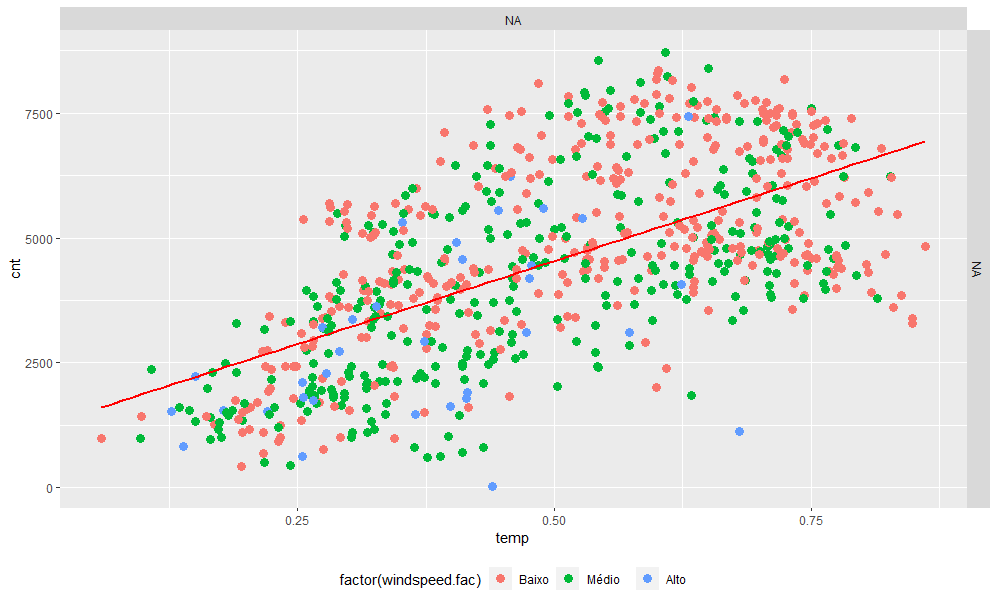 NA
7500
5000
2500
0
cnt
NA
0.25 0.50 0.75
temp
factor(windspeed.fac) Baixo Médio Alto